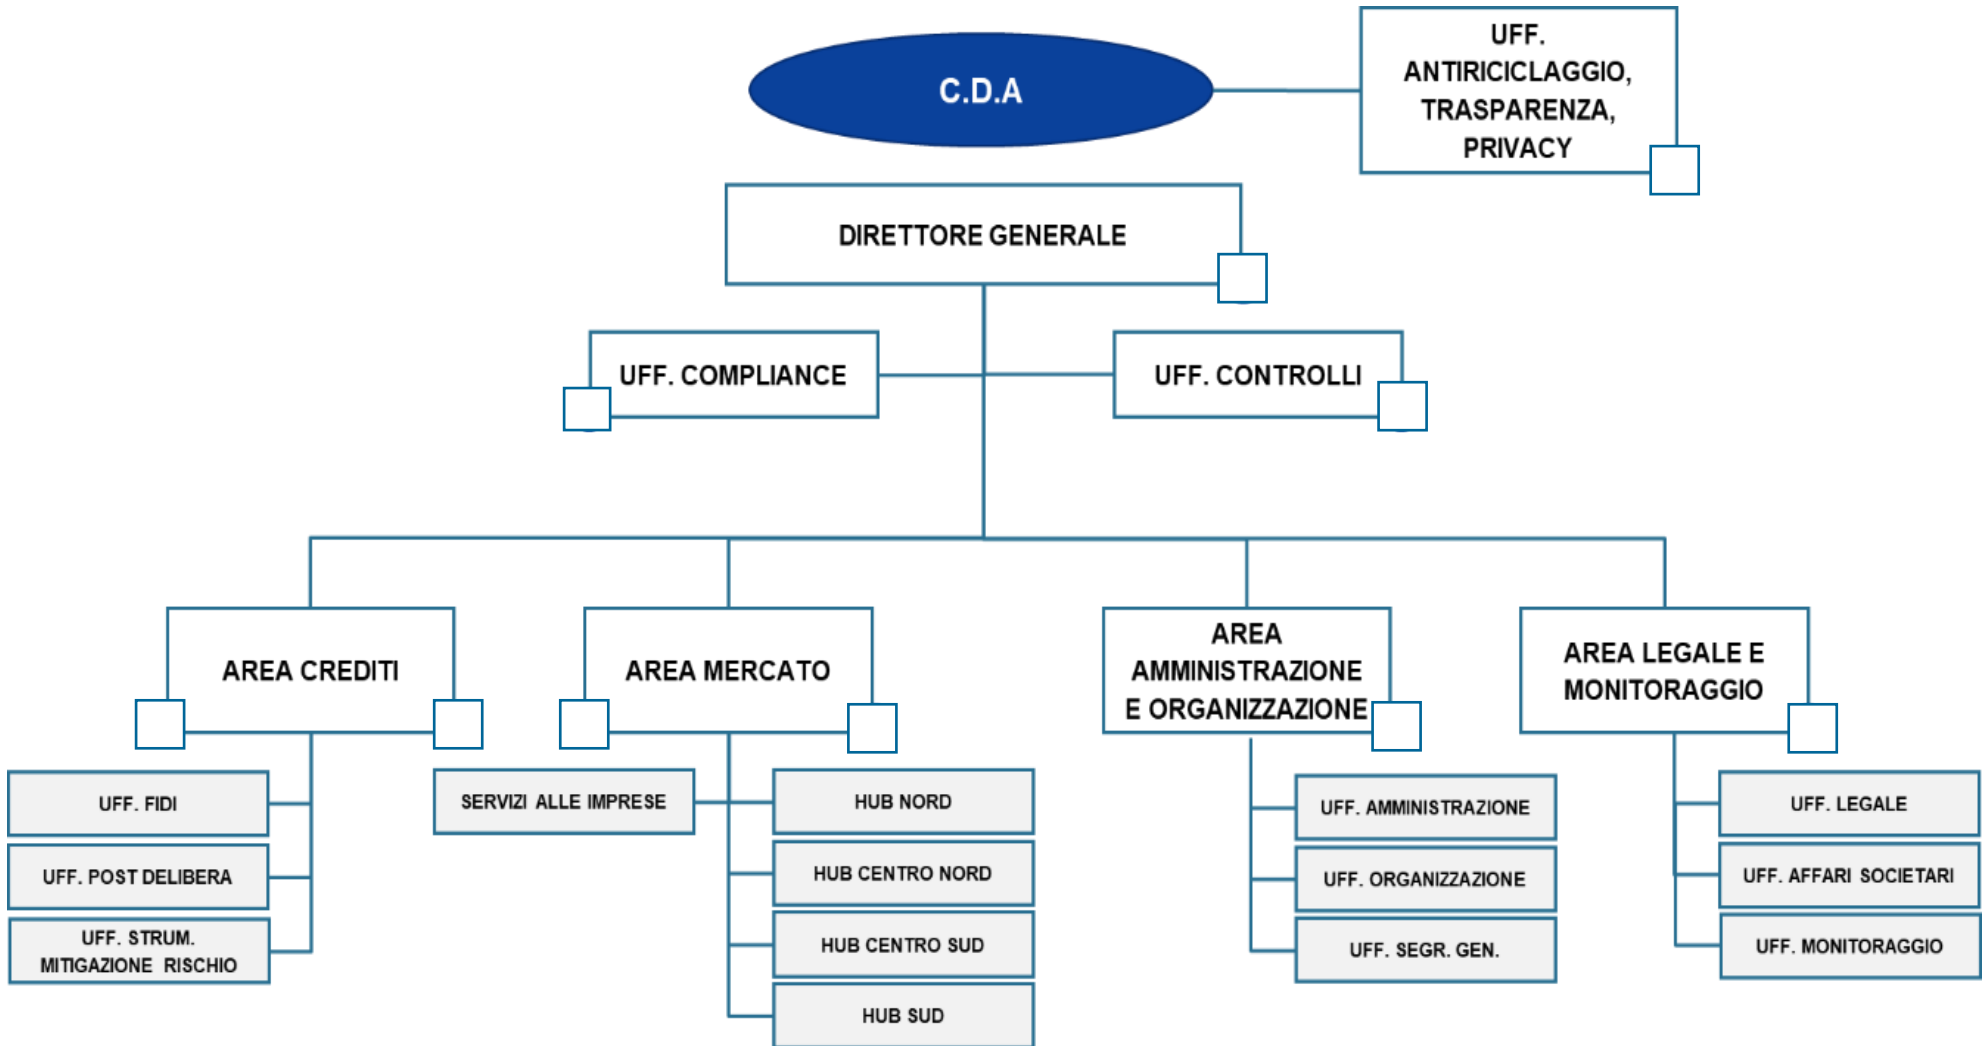 C.D.A
UFF.
ANTIRICICLAGGIO,
TRASPARENZA,
PRIVACY
DIRETTORE GENERALE
UFF. COMPLIANCE
UFF. CONTROLLI
AREA CREDITI
AREA MERCATO
AREA
AMMINISTRAZIONE
E ORGANIZZAZIONE
AREA LEGALE E
MONITORAGGIO
UFF. FIDI
UFF. POST DELIBERA
UFF. STRUM.
MITIGAZIONE RISCHIO
SERVIZI ALLE IMPRESE
HUB NORD
HUB CENTRO NORD
HUB CENTRO SUD
HUB SUD
UFF. AMMINISTRAZIONE
UFF. ORGANIZZAZIONE
UFF. SEGR. GEN.
UFF. LEGALE
UFF. AFFARI SOCIETARI
UFF. MONITORAGGIO